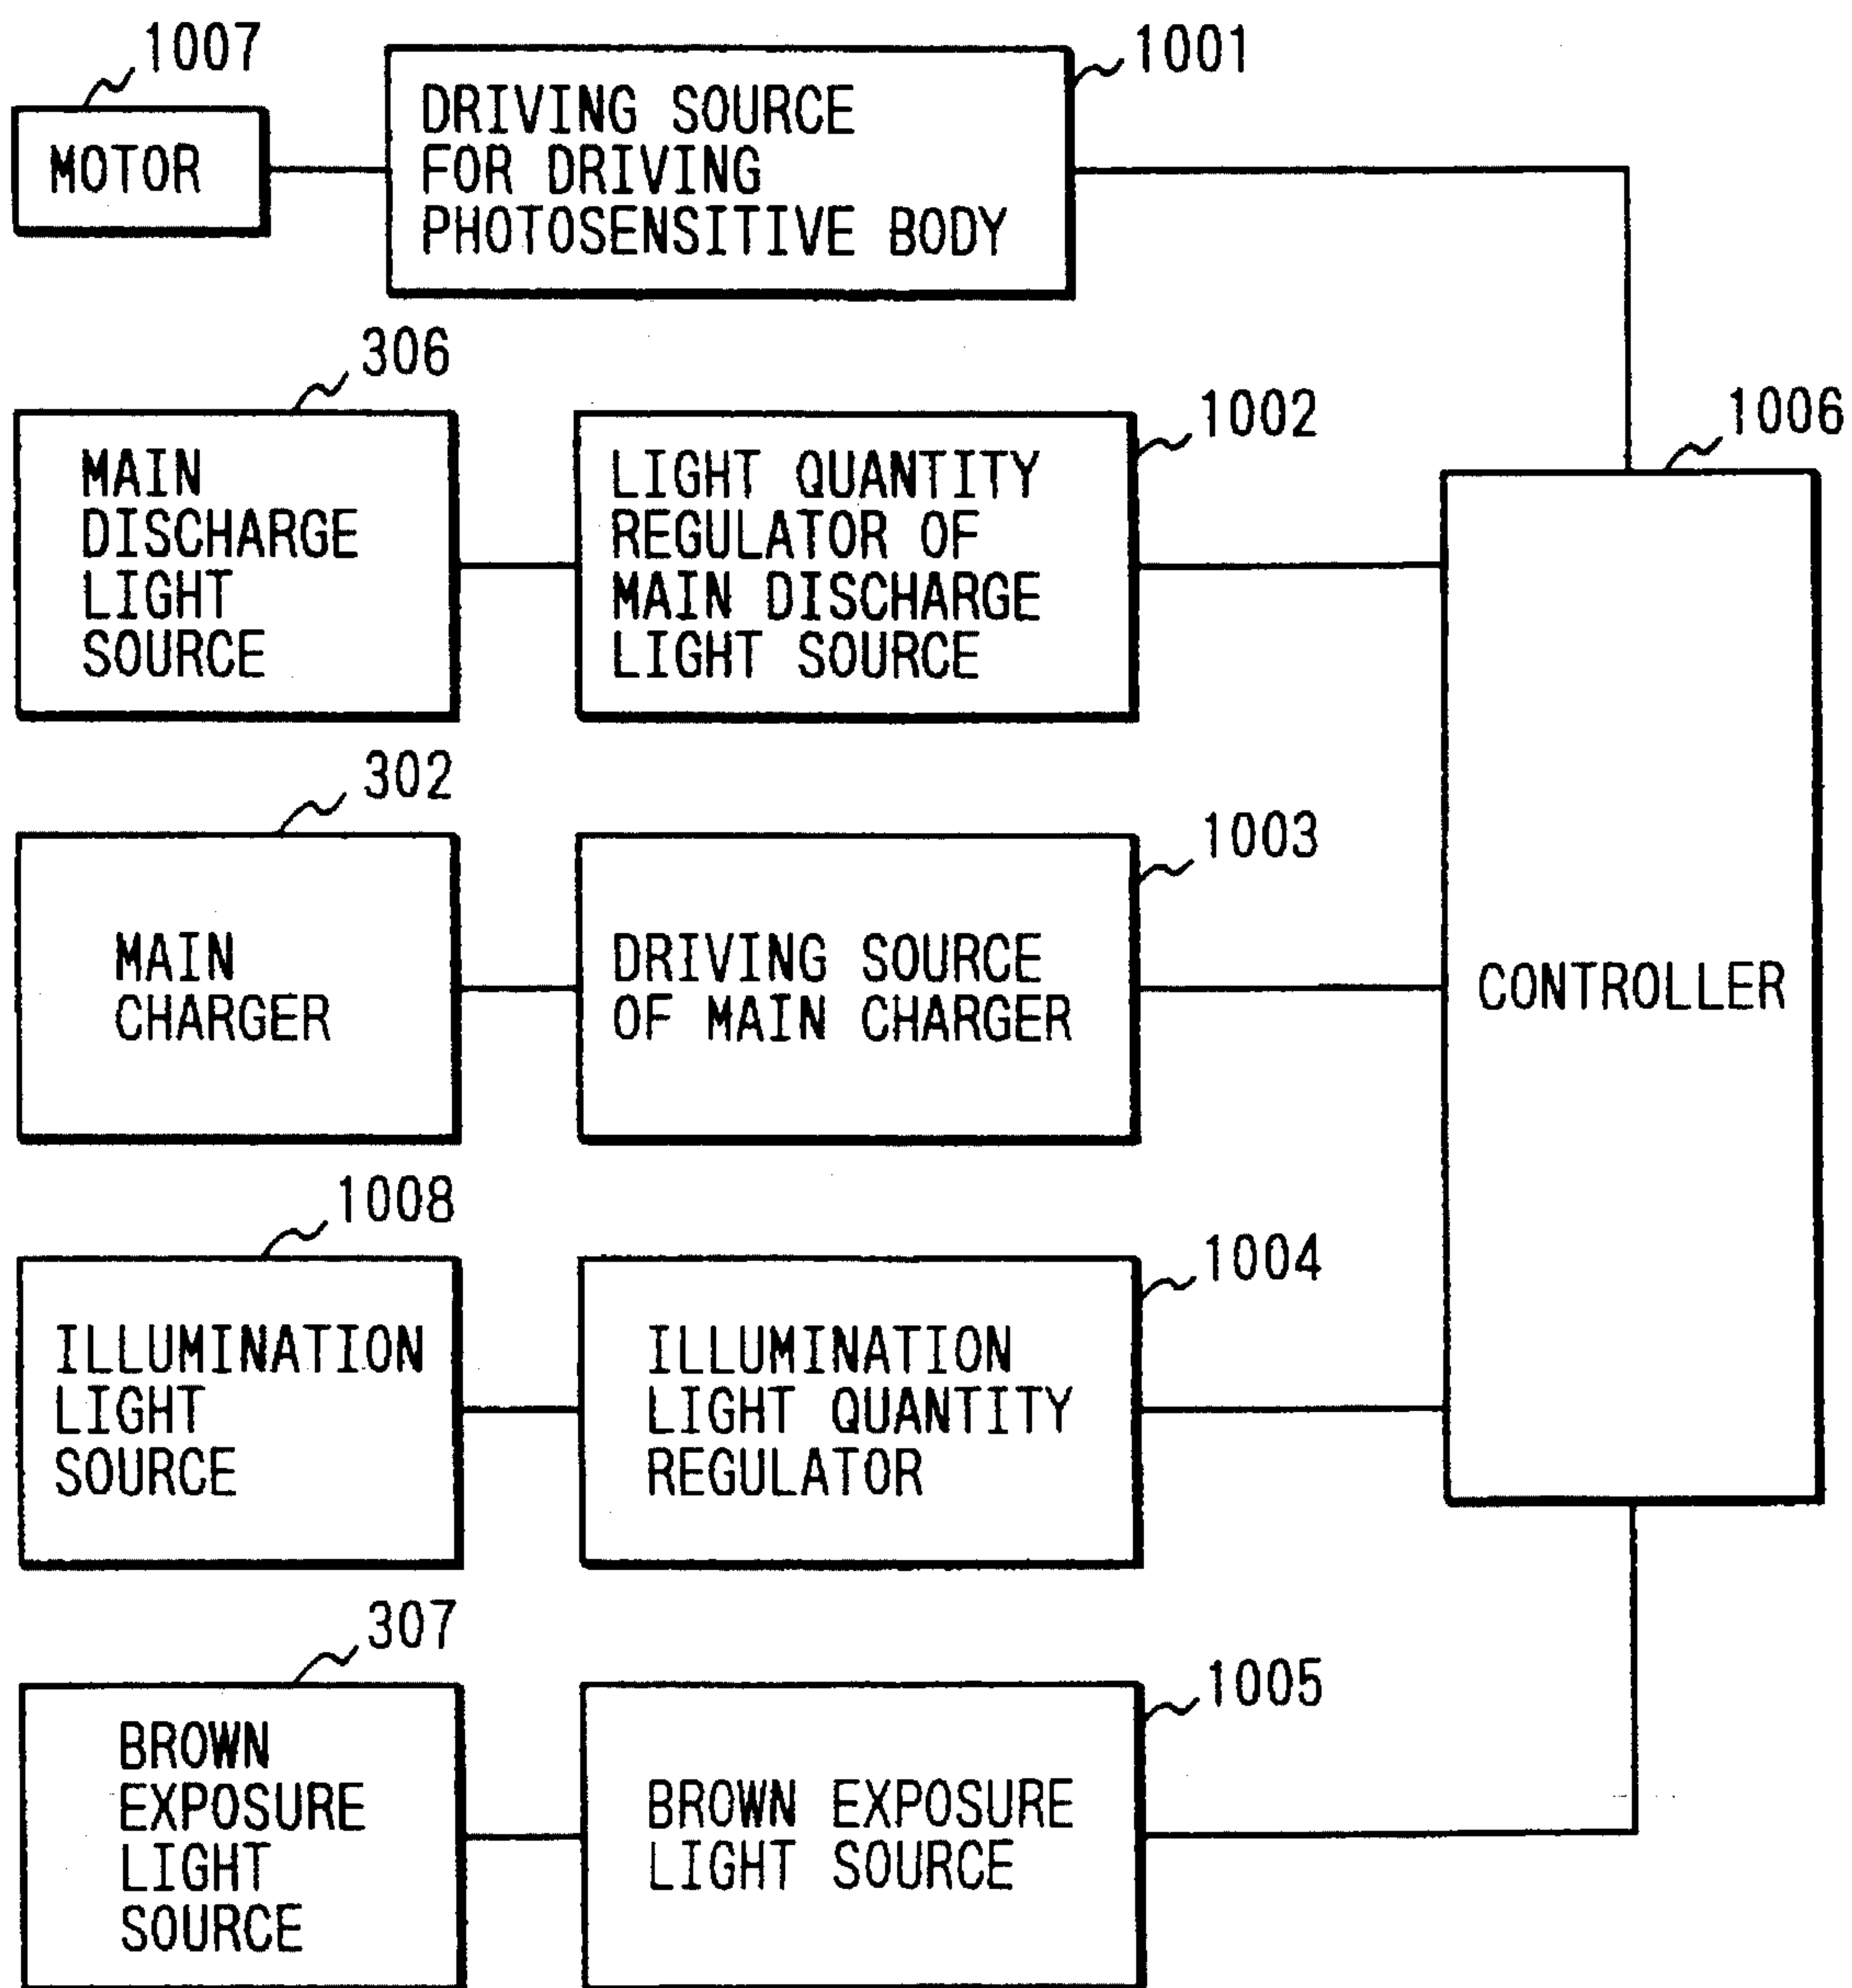 1007
MOTOR
1001
DRIVING SOURCE
FOR DRIVING
PHOTOSENSITIVE BODY
306
MAIN
DISCHARGE
LIGHT
SOURCE
1002
LIGHT QUANTITY
REGULATOR OF
MAIN DISCHARGE
LIGHT SOURCE
1006
CONTROLLER
302
MAIN
CHARGER
1003
DRIVING SOURCE
OF MAIN CHARGER
1008
ILLUMINATION
LIGHT
SOURCE
1004
ILLUMINATION
LIGHT QUANTITY
REGULATOR
307
BROWN
EXPOSURE
LIGHT
SOURCE
1005
BROWN EXPOSURE
LIGHT SOURCE